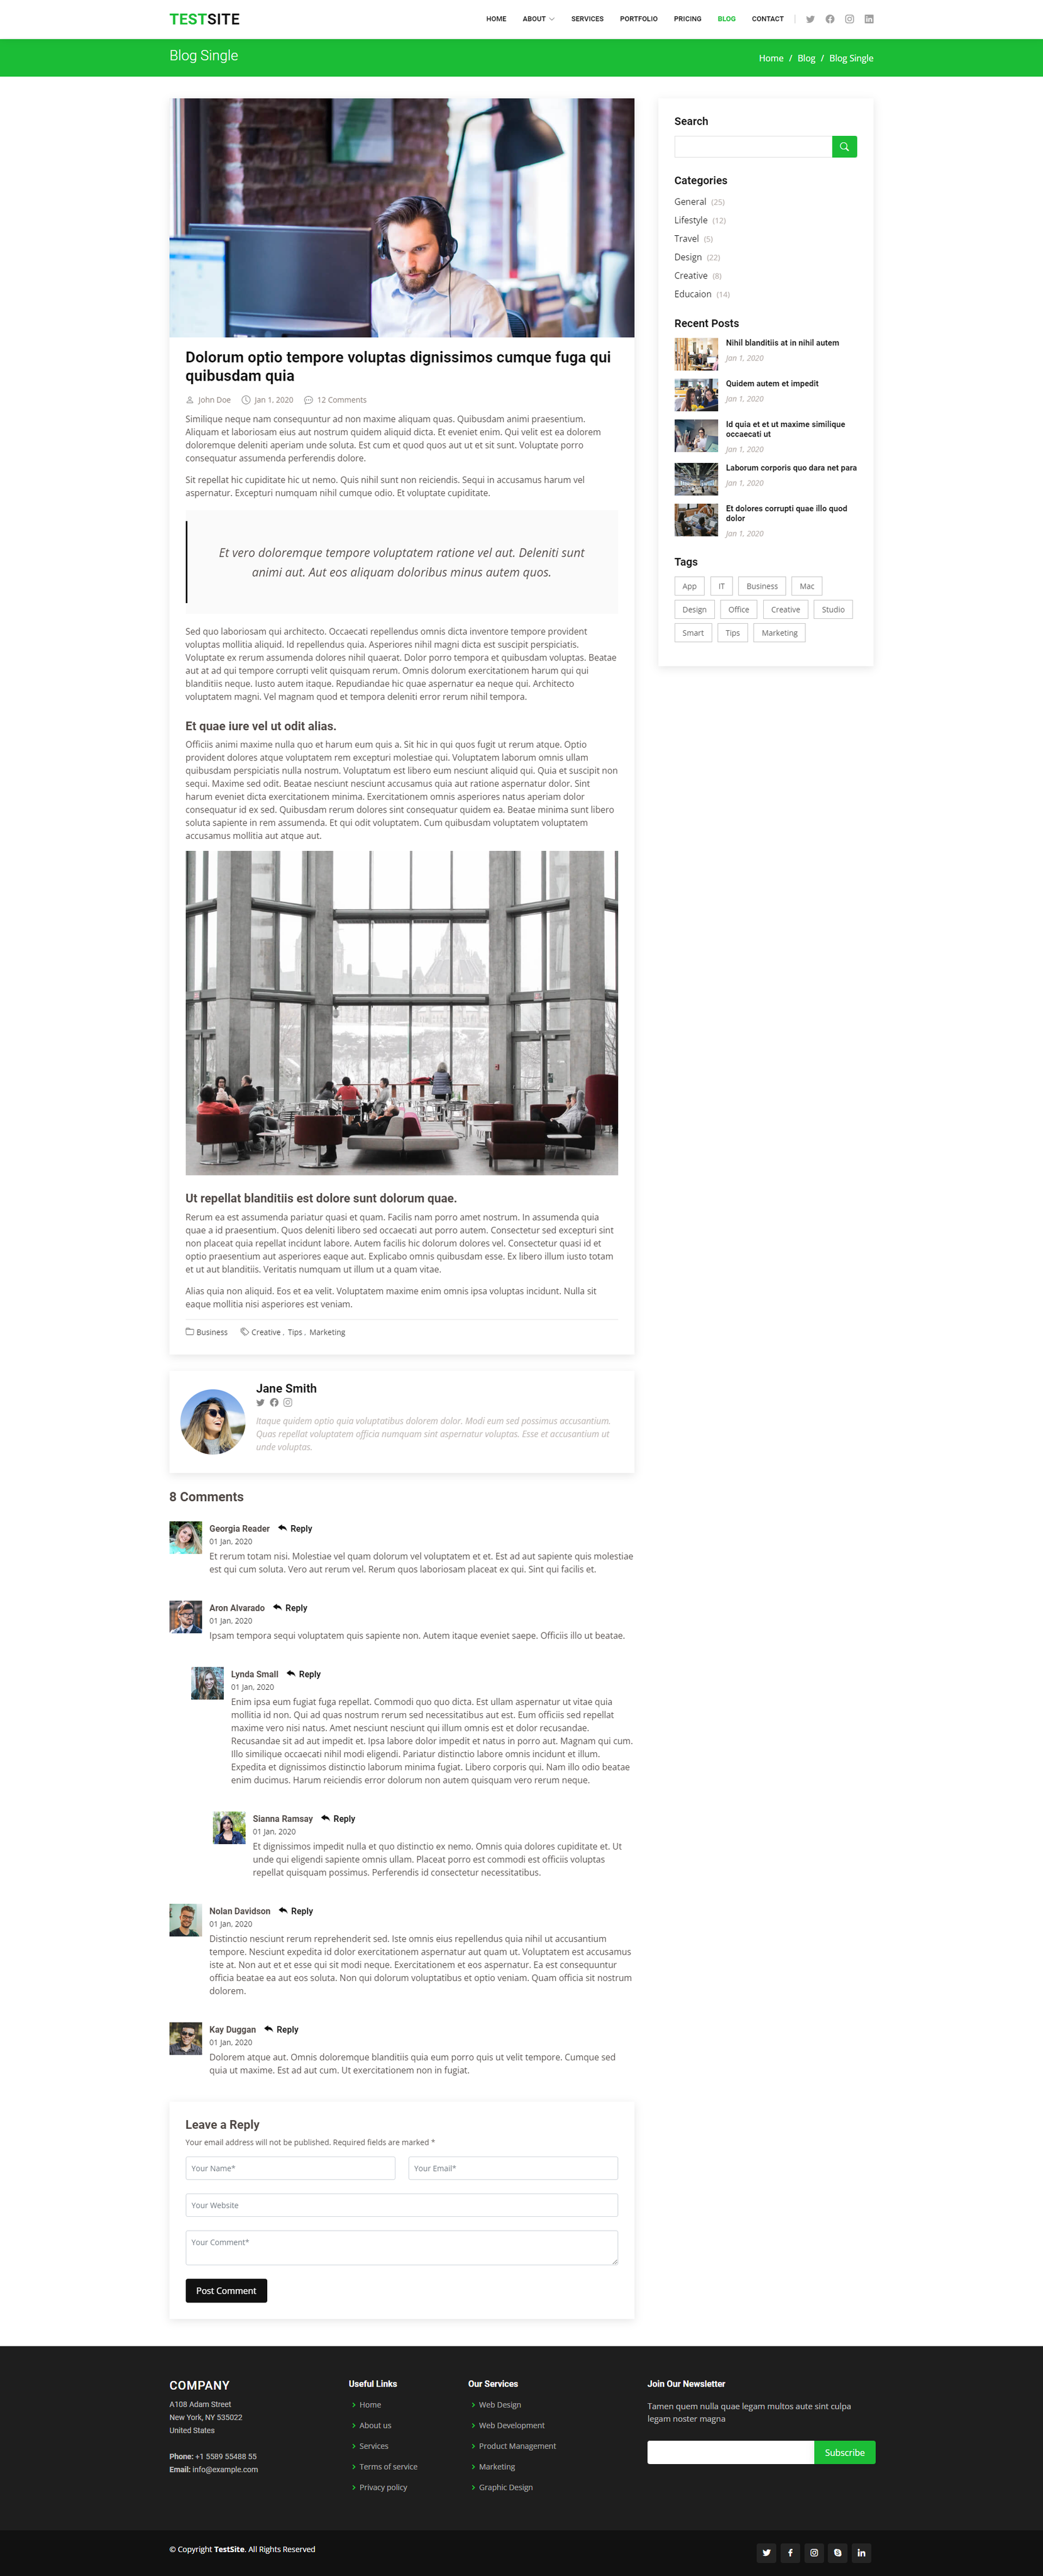 TESTSITE
HOME ABOUT SERVICES PORTFOLIO PRICING BLOG CONTACT
Blog Single
Home / Blog / Blog Single
Dolorum optio tempore voluptas dignissimos cumque fuga qui
quibusdam quia
John Doe Jan 1, 2020 12 Comments
Similique neque nam consequuntur ad non maxime aliquam quas. Quibusdam animi praesentium.
Aliquam et laboriosam eius aut nostrum quidem aliquid dicta. Et eveniet enim. Qui velit est ea dolorem
doloremque deleniti aperiam unde soluta. Est cum et quod quos aut ut et sit sunt. Voluptate porro
consequatur assumenda perferendis dolore.
Sit repellat hic cupiditate hic ut nemo. Quis nihil sunt non reiciendis. Sequi in accusamus harum vel
aspernatur. Excepturi numquam nihil cumque odio. Et voluptate cupiditate.
Et vero doloremque tempore voluptatem ratione vel aut. Deleniti sunt
animi aut. Aut eos aliquam doloribus minus autem quos.
Sed quo laboriosam qui architecto. Occaecati repellendus omnis dicta inventore tempore provident
voluptas mollitia aliquid. Id repellendus quia. Asperiores nihil magni dicta est suscipit perspiciatis.
Voluptate ex rerum assumenda dolores nihil quaerat. Dolor porro tempora et quibusdam voluptas. Beatae
aut at ad qui tempore corrupti velit quisquam rerum. Omnis dolorum exercitationem harum qui qui
blanditiis neque. Iusto autem itaque. Repudiandae hic quae aspernatur ea neque qui. Architecto
voluptatem magni. Vel magnam quod et tempora deleniti error rerum nihil tempora.
Et quae iure vel ut odit alias.
Officiis animi maxime nulla quo et harum eum quis a. Sit hic in qui quos fugit ut rerum atque. Optio
provident dolores atque voluptatem rem excepturi molestiae qui. Voluptatem laborum omnis ullam
quibusdam perspiciatis nulla nostrum. Voluptatum est libero eum nesciunt aliquid qui. Quia et suscipit non
sequi. Maxime sed odit. Beatae nesciunt nesciunt accusamus quia aut ratione aspernatur dolor. Sint
harum eveniet dicta exercitationem minima. Exercitationem omnis asperiores natus aperiam dolor
consequatur id ex sed. Quibusdam rerum dolores sint consequatur quidem ea. Beatae minima sunt libero
soluta sapiente in rem assumenda. Et qui odit voluptatem. Cum quibusdam voluptatem voluptatem
accusamus mollitia aut atque aut.
Ut repellat blanditiis est dolore sunt dolorum quae.
Rerum ea est assumenda pariatur quasi et quam. Facilis nam porro amet nostrum. In assumenda quia
quae a id praesentium. Quos deleniti libero sed occaecati aut porro autem. Consectetur sed excepturi sint
non placeat quia repellat incidunt labore. Autem facilis hic dolorum dolores vel. Consectetur quasi id et
optio praesentium aut asperiores eaque aut. Explicabo omnis quibusdam esse. Ex libero illum iusto totam
et ut aut blanditiis. Veritatis numquam ut illum ut a quam vitae.
Alias quia non aliquid. Eos et ea velit. Voluptatem maxime enim omnis ipsa voluptas incidunt. Nulla sit
eaque mollitia nisi asperiores est veniam.
Business Creative , Tips , Marketing
Jane Smith
Itaque quidem optio quia voluptatibus dolorem dolor. Modi eum sed possimus accusantium.
Quas repellat voluptatem officia numquam sint aspernatur voluptas. Esse et accusantium ut
unde voluptas.
8 Comments
Georgia Reader Reply
01 Jan, 2020
Et rerum totam nisi. Molestiae vel quam dolorum vel voluptatem et et. Est ad aut sapiente quis molestiae
est qui cum soluta. Vero aut rerum vel. Rerum quos laboriosam placeat ex qui. Sint qui facilis et.
Aron Alvarado Reply
01 Jan, 2020
Ipsam tempora sequi voluptatem quis sapiente non. Autem itaque eveniet saepe. Officiis illo ut beatae.
Lynda Small Reply
01 Jan, 2020
Enim ipsa eum fugiat fuga repellat. Commodi quo quo dicta. Est ullam aspernatur ut vitae quia
mollitia id non. Qui ad quas nostrum rerum sed necessitatibus aut est. Eum officiis sed repellat
maxime vero nisi natus. Amet nesciunt nesciunt qui illum omnis est et dolor recusandae.
Recusandae sit ad aut impedit et. Ipsa labore dolor impedit et natus in porro aut. Magnam qui cum.
Illo similique occaecati nihil modi eligendi. Pariatur distinctio labore omnis incidunt et illum.
Expedita et dignissimos distinctio laborum minima fugiat. Libero corporis qui. Nam illo odio beatae
enim ducimus. Harum reiciendis error dolorum non autem quisquam vero rerum neque.
Sianna Ramsay Reply
01 Jan, 2020
Et dignissimos impedit nulla et quo distinctio ex nemo. Omnis quia dolores cupiditate et. Ut
unde qui eligendi sapiente omnis ullam. Placeat porro est commodi est officiis voluptas
repellat quisquam possimus. Perferendis id consectetur necessitatibus.
Nolan Davidson Reply
01 Jan, 2020
Distinctio nesciunt rerum reprehenderit sed. Iste omnis eius repellendus quia nihil ut accusantium
tempore. Nesciunt expedita id dolor exercitationem aspernatur aut quam ut. Voluptatem est accusamus
iste at. Non aut et et esse qui sit modi neque. Exercitationem et eos aspernatur. Ea est consequuntur
officia beatae ea aut eos soluta. Non qui dolorum voluptatibus et optio veniam. Quam officia sit nostrum
dolorem.
Kay Duggan Reply
01 Jan, 2020
Dolorem atque aut. Omnis doloremque blanditiis quia eum porro quis ut velit tempore. Cumque sed
quia ut maxime. Est ad aut cum. Ut exercitationem non in fugiat.
Leave a Reply
Your email address will not be published. Required fields are marked *
Your Name*
Your Email*
Your Website
Your Comment*
Post Comment
Search
Categories
General (25)
Lifestyle (12)
Travel (5)
Design (22)
Creative (8)
Educaion (14)
Recent Posts
Nihil blanditiis at in nihil autem
Jan 1, 2020
Quidem autem et impedit
Jan 1, 2020
Id quia et et ut maxime similique
occaecati ut
Jan 1, 2020
Laborum corporis quo dara net para
Jan 1, 2020
Et dolores corrupti quae illo quod
dolor
Jan 1, 2020
Tags
App IT Business Mac
Design Office Creative Studio
Smart Tips Marketing
COMPANY
A108 Adam Street
New York, NY 535022
United States
Phone: +1 5589 55488 55
Email: info@example.com
Useful Links
Home
About us
Services
Terms of service
Privacy policy
Our Services
Web Design
Web Development
Product Management
Marketing
Graphic Design
Join Our Newsletter
Tamen quem nulla quae legam multos aute sint culpa
legam noster magna
Subscribe
© Copyright TestSite. All Rights Reserved